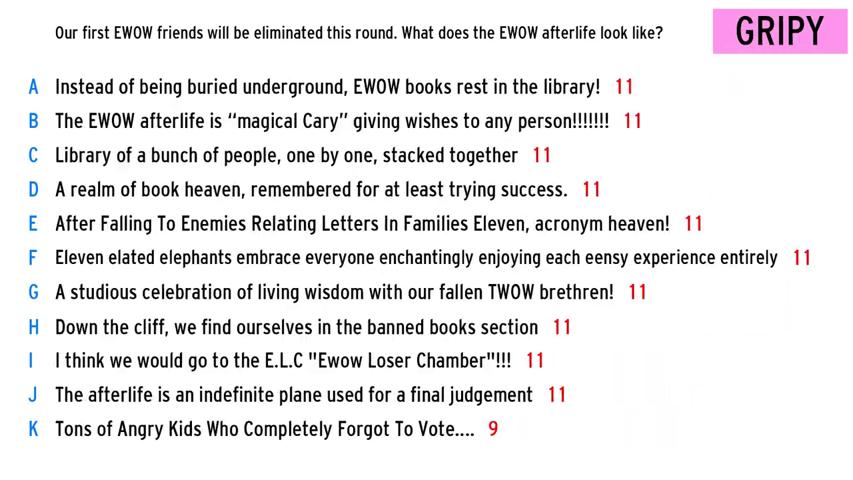 Our first EWOW friends will be eliminated this round. What does the EWOW afterlife look like?
GRIPY
A Instead of being buried underground, EWOW books rest in the library! 11
B The EWOW afterlife is “magical Cary” giving wishes to any person!!!!!!! 11
C Library of a bunch of people, one by one, stacked together 11
D A realm of book heaven, remembered for at least trying success. 11
E After Falling To Enemies Relating Letters In Families Eleven, acronym heaven! 11
F Eleven elated elephants embrace everyone enchantingly enjoying each eensy experience entirely 11
G A studious celebration of living wisdom with our fallen TWOW brethren! 11
H Down the cliff, we find ourselves in the banned books section 11
I I think we would go to the E.L.C "Ewow Loser Chamber"!!! 11
J The afterlife is an indefinite plane used for a final judgement 11
K Tons of Angry Kids Who Completely Forgot To Vote.... 9